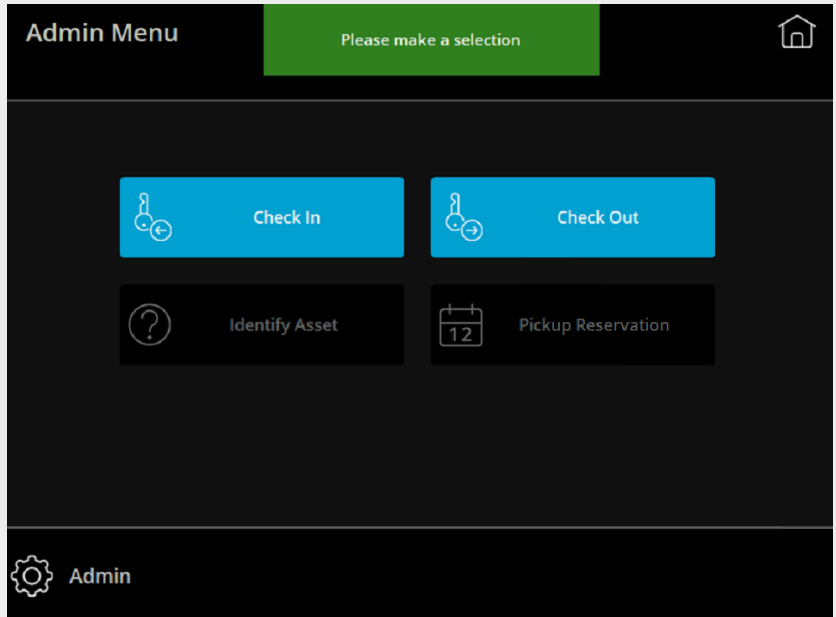 Admin Menu
Please make a selection
Check In
Check Out
Identify Asset
12
Pickup Reservation
Admin